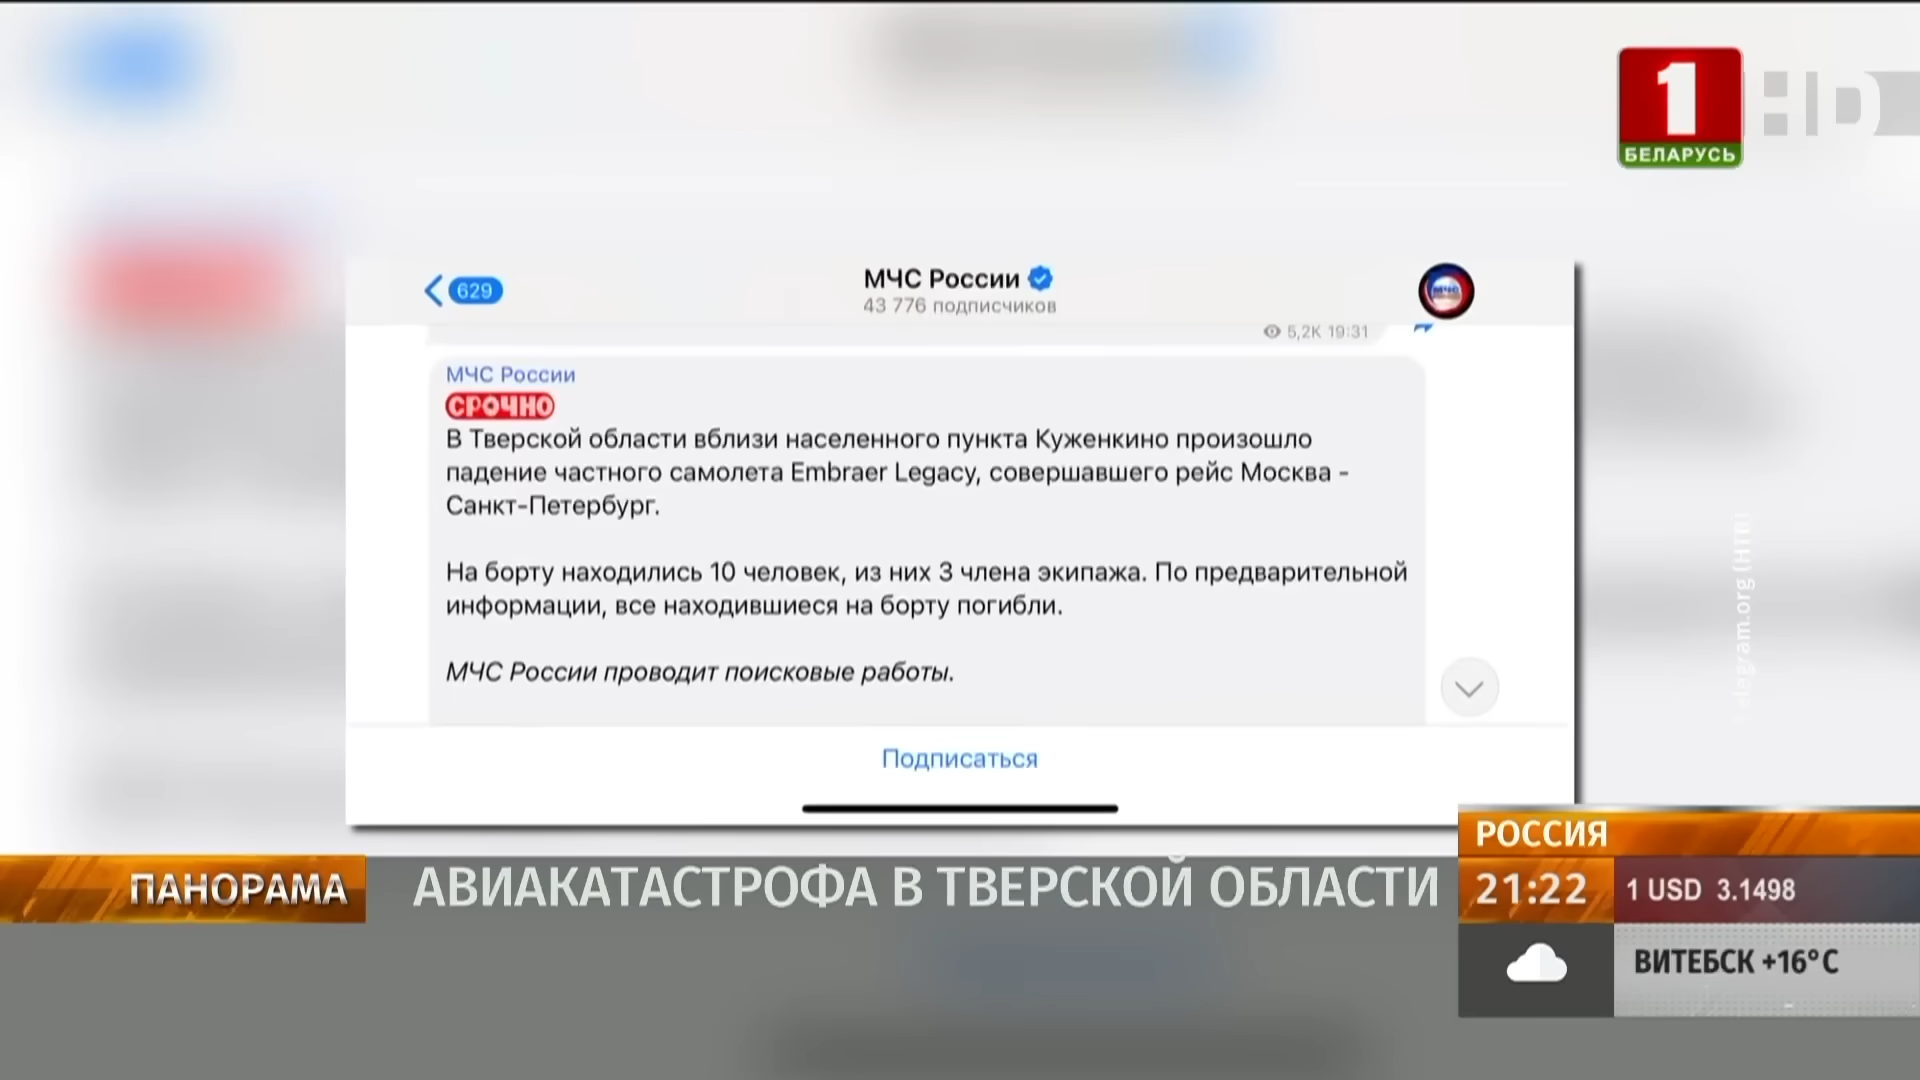 1
БЕЛАРУСЬ
HD
629
МЧС России
43 776 подписчиков
5,2K 19:31
МЧС России
СРОЧНО
В Тверской области вблизи населенного пункта Куженкино произошло
падение частного самолета Embraer Legacy, совершавшего рейс Москва -
Санкт-Петербург.
На борту находились 10 человек, из них 3 члена экипажа. По предварительной
информации, все находившиеся на борту погибли.
МЧС России проводит поисковые работы.
Подписаться
РОССИЯ
ПАНОРАМА
АВИАКАТАСТРОФА В ТВЕРСКОЙ ОБЛАСТИ
21:22
1 USD 3.1498
ВИТЕБСК +16°C